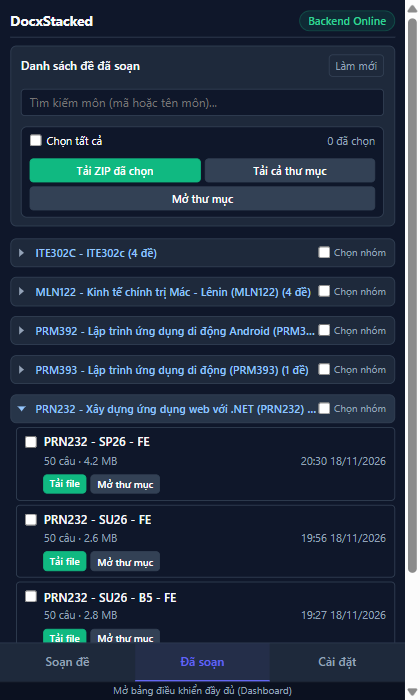 DocxStacked
Backend Online
Danh sách đề đã soạn
Làm mới
Tìm kiếm môn (mã hoặc tên môn)...
Chọn tất cả
0 đã chọn
Tải ZIP đã chọn
Tải cả thư mục
Mở thư mục
ITE302C - ITE302c (4 đề)
Chọn nhóm
MLN122 - Kinh tế chính trị Mác - Lênin (MLN122) (4 đề)
Chọn nhóm
PRM392 - Lập trình ứng dụng di động Android (PRM3...
Chọn nhóm
PRM393 - Lập trình ứng dụng di động (PRM393) (1 đề)
Chọn nhóm
PRN232 - Xây dựng ứng dụng web với .NET (PRN232) ...
Chọn nhóm
PRN232 - SP26 - FE
50 câu · 4.2 MB
20:30 18/11/2026
Tải file
Mở thư mục
PRN232 - SU26 - FE
50 câu · 2.6 MB
19:56 18/11/2026
Tải file
Mở thư mục
PRN232 - SU26 - B5 - FE
50 câu · 2.8 MB
19:27 18/11/2026
Tải file
Mở thư mục
Soạn đề
Đã soạn
Cài đặt
Mở bảng điều khiển đầy đủ (Dashboard)